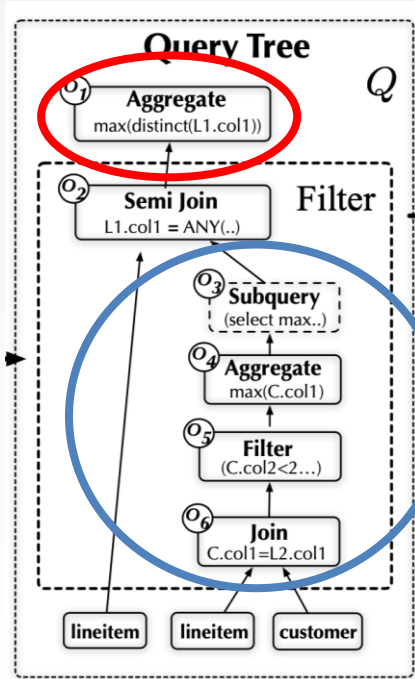 Query Tree
Q
O1
Aggregate
max(distinct(L1.col1))
O2
Semi Join
L1.col1 = ANY(..)
Filter
O3
Subquery
(select max..)
O4
Aggregate
max(C.col1)
O5
Filter
(C.col2<2...)
O6
Join
C.col1=L2.col1
lineitem
lineitem
customer